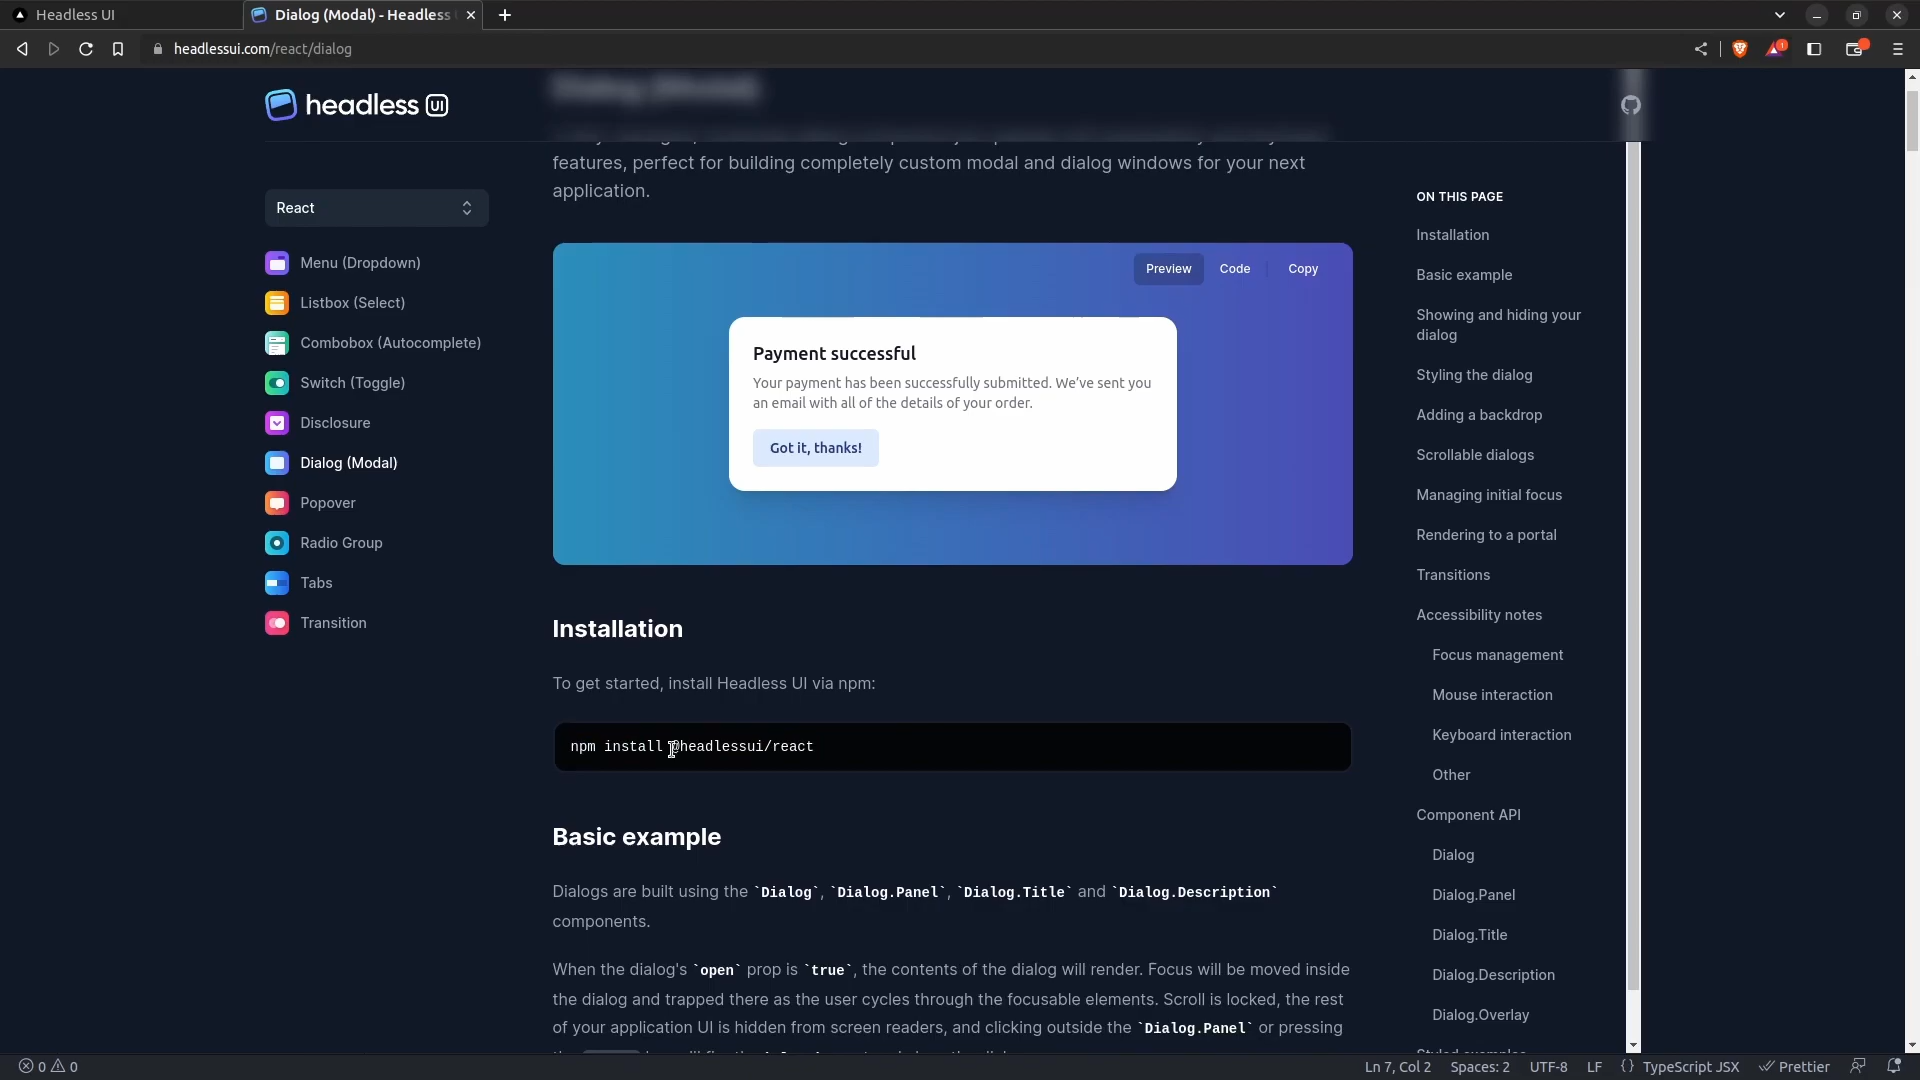 Headless UI
Dialog (Modal) - Headless
headlessui.com/react/dialog
1
headless UI
Dialog (Modal)
features, perfect for building completely custom modal and dialog windows for your next
application.
React
Menu (Dropdown)
Listbox (Select)
Combobox (Autocomplete)
Switch (Toggle)
Disclosure
Dialog (Modal)
Popover
Radio Group
Tabs
Transition
Preview
Code
Copy
Payment successful
Your payment has been successfully submitted. We’ve sent you
an email with all of the details of your order.
Got it, thanks!
Installation
To get started, install Headless UI via npm:
npm install @headlessui/react
Basic example
Dialogs are built using the `Dialog`, `Dialog.Panel`, `Dialog.Title` and `Dialog.Description`
components.
When the dialog's `open` prop is `true`, the contents of the dialog will render. Focus will be moved inside
the dialog and trapped there as the user cycles through the focusable elements. Scroll is locked, the rest
of your application UI is hidden from screen readers, and clicking outside the `Dialog.Panel` or pressing
ON THIS PAGE
Installation
Basic example
Showing and hiding your
dialog
Styling the dialog
Adding a backdrop
Scrollable dialogs
Managing initial focus
Rendering to a portal
Transitions
Accessibility notes
Focus management
Mouse interaction
Keyboard interaction
Other
Component API
Dialog
Dialog.Panel
Dialog.Title
Dialog.Description
Dialog.Overlay
0 0
Ln 7, Col 2
Spaces: 2
UTF-8
LF
{} TypeScript JSX
Prettier